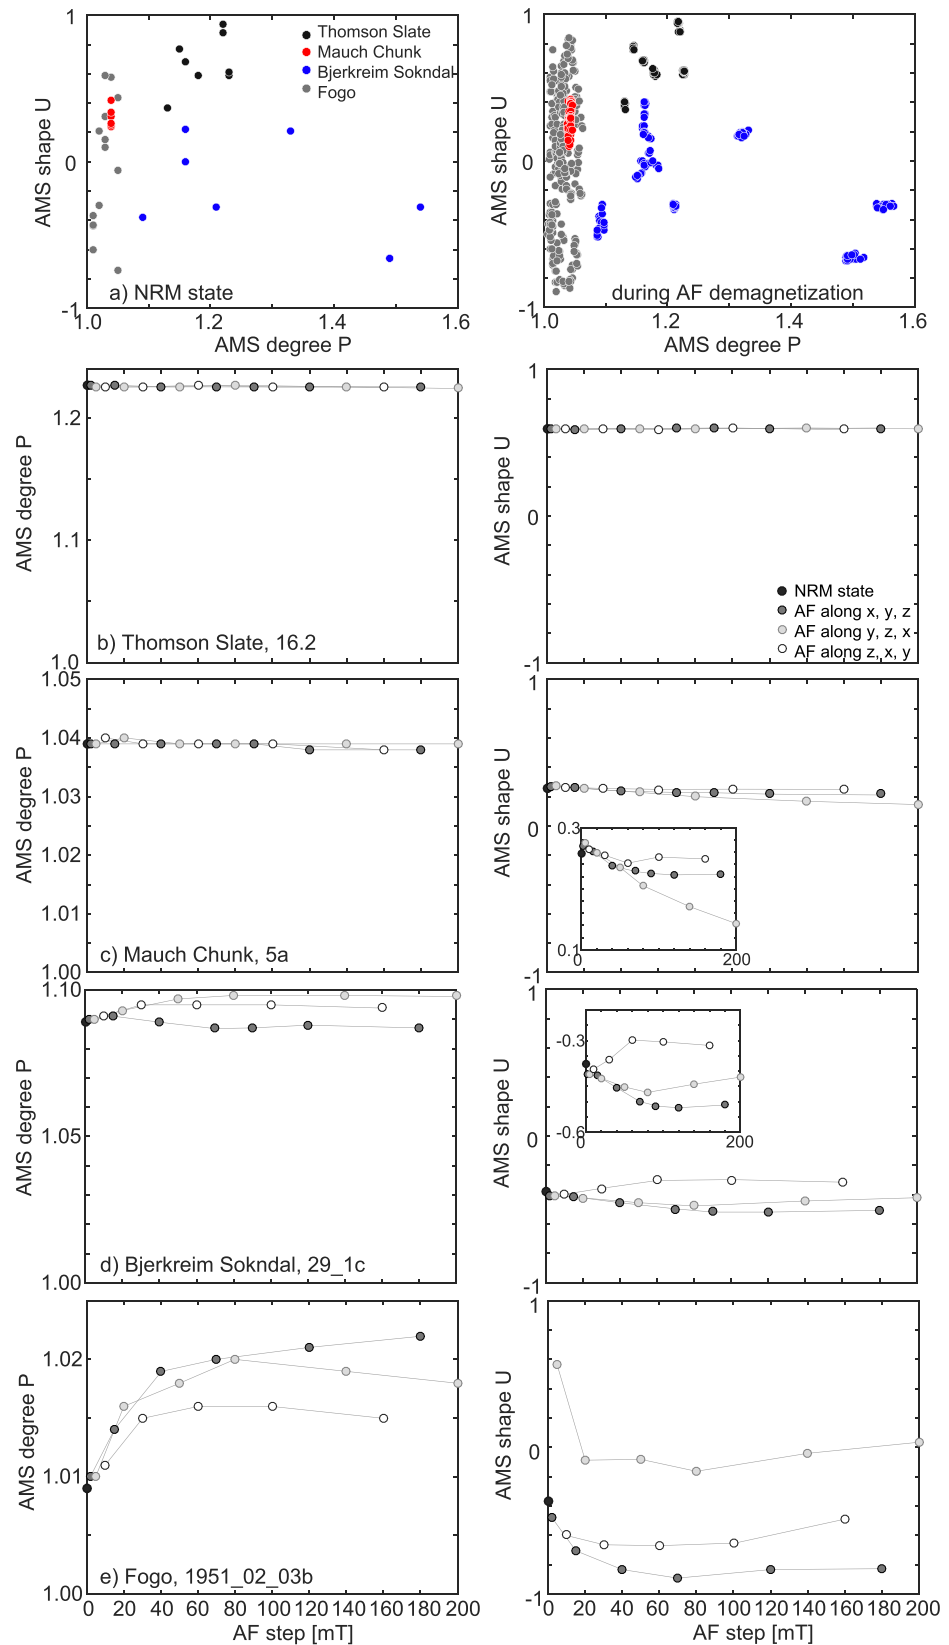 1
0
-1
AMS shape U
Thomson Slate
Mauch Chunk
Bjerkreim Sokndal
Fogo
a) NRM state
1.0
1.2
1.4
1.6
AMS degree P
1
0
-1
AMS shape U
during AF demagnetization
1.0
1.2
1.4
1.6
AMS degree P
1.2
1.1
1.0
AMS degree P
b) Thomson Slate, 16.2
1
0
-1
AMS shape U
NRM state
AF along x, y, z
AF along y, z, x
AF along z, x, y
1.05
1.04
1.03
1.02
1.01
1.00
AMS degree P
c) Mauch Chunk, 5a
1
0
-1
AMS shape U
0.3
0.1
0
200
1.10
1.05
1.00
AMS degree P
d) Bjerkreim Sokndal, 29_1c
1
0
-1
AMS shape U
-0.3
-0.6
0
200
1.02
1.01
1.00
AMS degree P
e) Fogo, 1951_02_03b
0 20 40 60 80 100 120 140 160 180 200
AF step [mT]
1
0
-1
AMS shape U
0 20 40 60 80 100 120 140 160 180 200
AF step [mT]